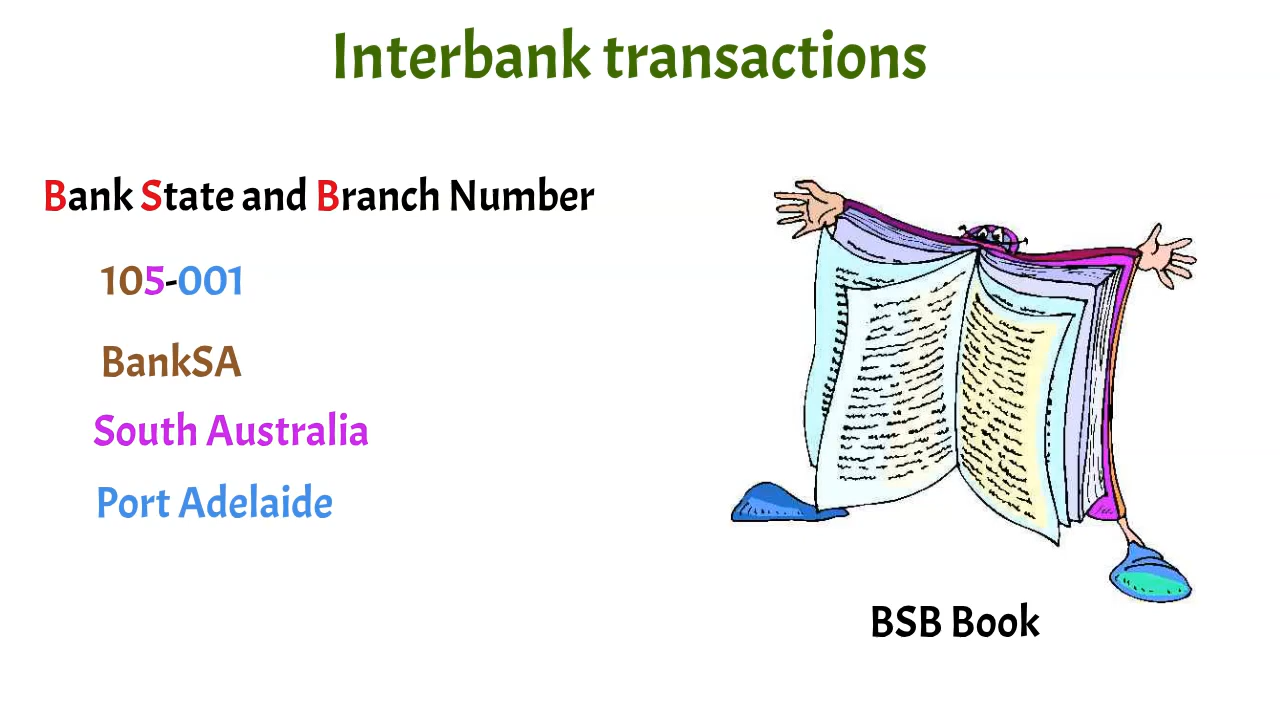 Interbank transactions
Bank State and Branch Number
105-001
BankSA
South Australia
Port Adelaide
BSB Book